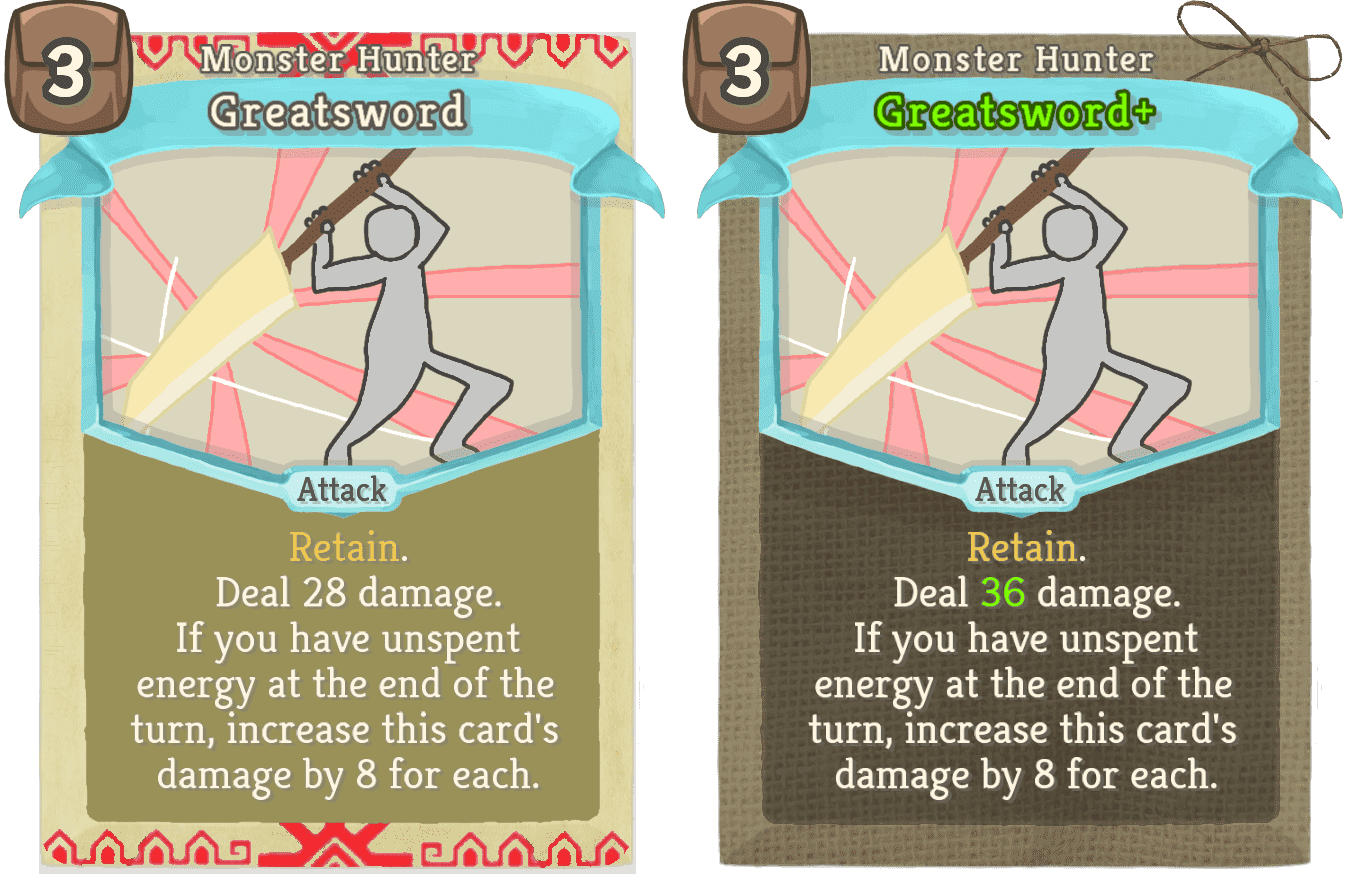 3
Monster Hunter
Greatsword
Attack
Retain.
Deal 28 damage.
If you have unspent
energy at the end of the
turn, increase this card's
damage by 8 for each.
3
Monster Hunter
Greatsword+
Attack
Retain.
Deal 36 damage.
If you have unspent
energy at the end of the
turn, increase this card's
damage by 8 for each.